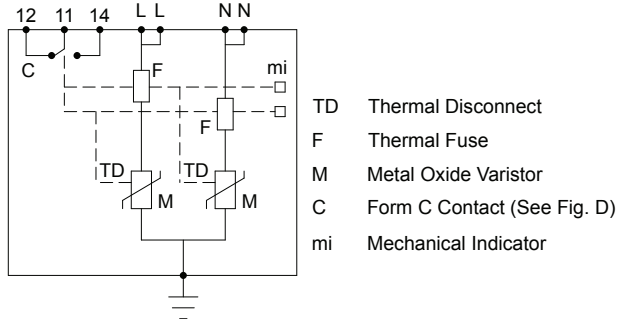 12 11 14 L L N N
C
F
mi
F
TD
M
TD
M
TD Thermal Disconnect
F Thermal Fuse
M Metal Oxide Varistor
C Form C Contact (See Fig. D)
mi Mechanical Indicator